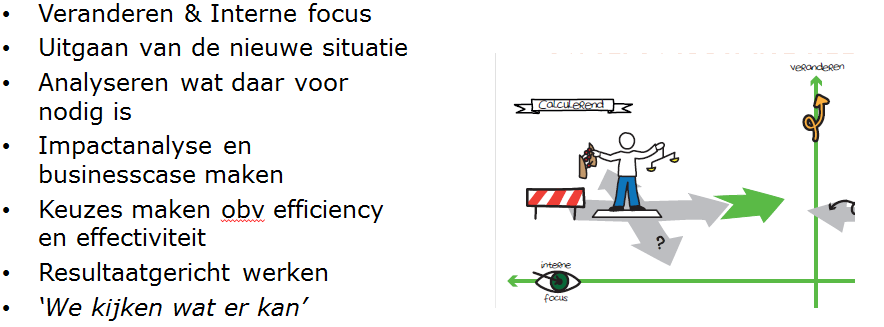 • Veranderen & Interne focus
• Uitgaan van de nieuwe situatie
• Analyseren wat daar voor
nodig is
• Impactanalyse en
businesscase maken
• Keuzes maken obv efficiency
en effectiviteit
• Resultaatgericht werken
• ‘We kijken wat er kan’
veranderen
Calculerend
?
interne
focus